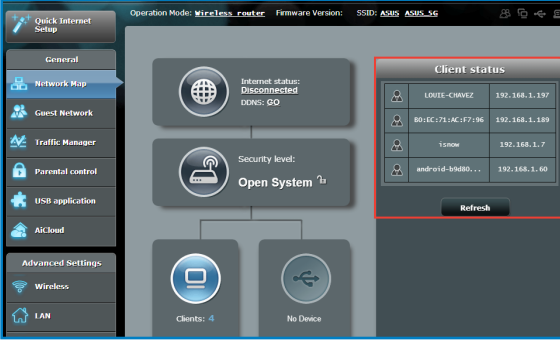 Quick Internet
Setup
Operation Mode: Wireless router Firmware Version: SSID: ASUS ASUS_5G
General
Network Map
Guest Network
Traffic Manager
Parental control
USB application
AiCloud
Advanced Settings
Wireless
LAN
Internet status:
Disconnected
DDNS: GO
Security level:
Open System
Clients: 4
No Device
Client status
LOUIE-CHAVEZ 192.168.1.197
80:EC:71:AC:F7:96 192.168.1.189
isnow 192.168.1.7
android-b9d80... 192.168.1.60
Refresh